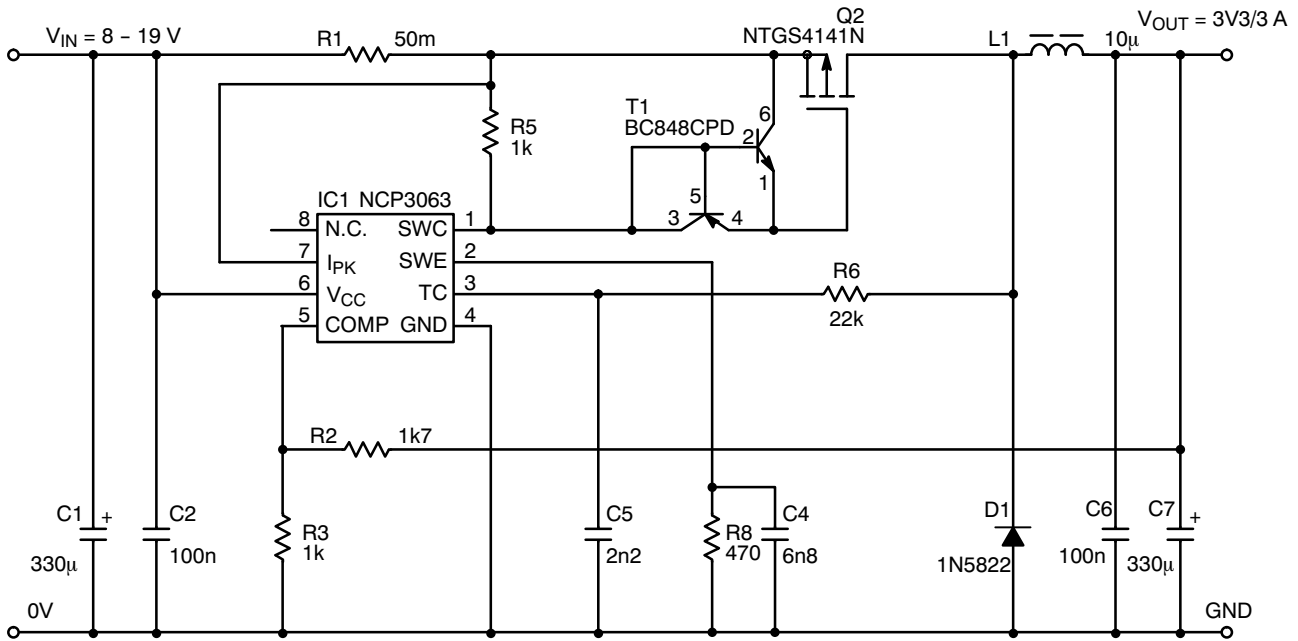 V_IN = 8 – 19 V
R1
50m
Q2
NTGS4141N
V_OUT = 3V3/3 A
L1
10μ
R5
1k
T1
BC848CPD
6
2
1
5
3
4
IC1 NCP3063
8
N.C.
SWC
1
7
I_PK
SWE
2
6
V_CC
TC
3
5
COMP
GND
4
R6
22k
R2
1k7
C1
+
330μ
C2
100n
R3
1k
C5
2n2
R8
470
C4
6n8
D1
1N5822
C6
100n
C7
+
330μ
0V
GND